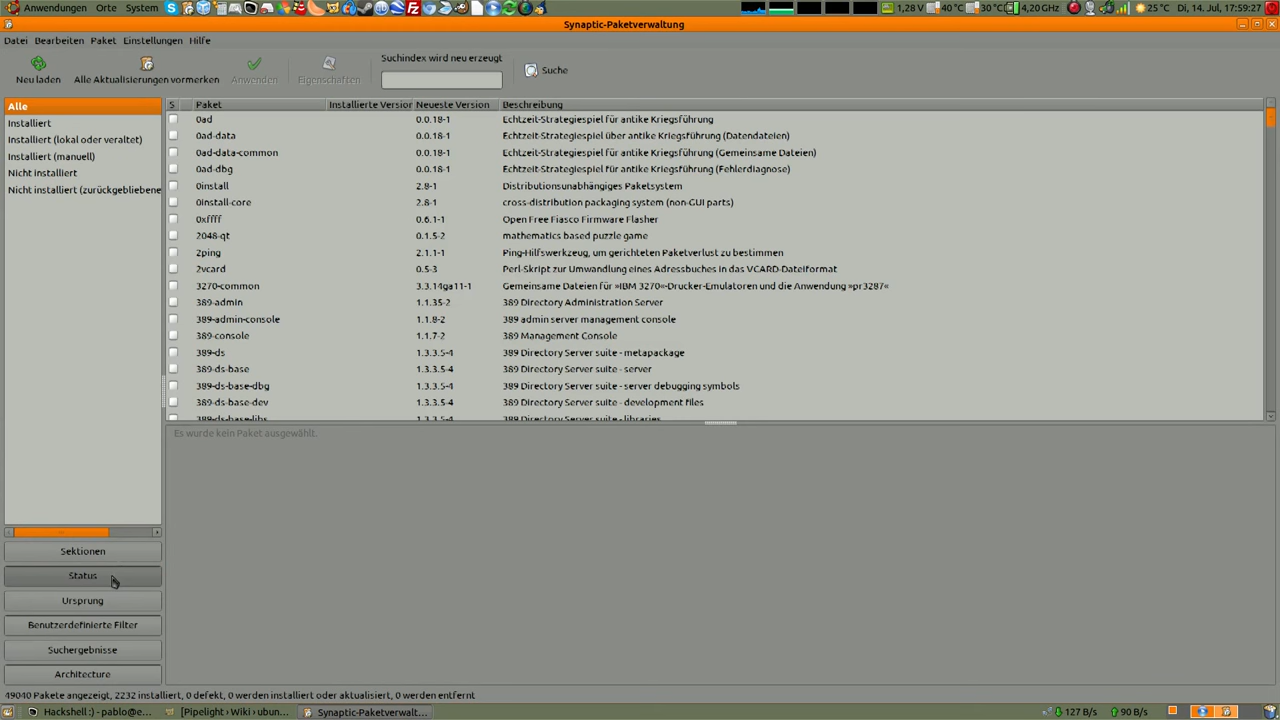 Anwendungen Orte System 1,28 V 40 °C 30 °C 4,20 GHz 25 °C Di, 14. Jul, 17:59:27
Synaptic-Paketverwaltung
Datei Bearbeiten Paket Einstellungen Hilfe
Neu laden Alle Aktualisierungen vormerken Anwenden Eigenschaften Suchindex wird neu erzeugt Suche
Alle
Installiert
Installiert (lokal oder veraltet)
Installiert (manuell)
Nicht installiert
Nicht installiert (zurückgebliebene
S Paket Installierte Version Neueste Version Beschreibung
0ad 0.0.18-1 Echtzeit-Strategiespiel für antike Kriegsführung
0ad-data 0.0.18-1 Echtzeit-Strategiespiel über antike Kriegsführung (Datendateien)
0ad-data-common 0.0.18-1 Echtzeit-Strategiespiel für antike Kriegsführung (Gemeinsame Dateien)
0ad-dbg 0.0.18-1 Echtzeit-Strategiespiel für antike Kriegsführung (Fehlerdiagnose)
0install 2.8-1 Distributionsunabhängiges Paketsystem
0install-core 2.8-1 cross-distribution packaging system (non-GUI parts)
0xffff 0.6.1-1 Open Free Fiasco Firmware Flasher
2048-qt 0.1.5-2 mathematics based puzzle game
2ping 2.1.1-1 Ping-Hilfswerkzeug, um gerichteten Paketverlust zu bestimmen
2vcard 0.5-3 Perl-Skript zur Umwandlung eines Adressbuches in das VCARD-Dateiformat
3270-common 3.3.14ga11-1 Gemeinsame Dateien für »IBM 3270«-Drucker-Emulatoren und die Anwendung »pr3287«
389-admin 1.1.35-2 389 Directory Administration Server
389-admin-console 1.1.8-2 389 admin server management console
389-console 1.1.7-2 389 Management Console
389-ds 1.3.3.5-4 389 Directory Server suite - metapackage
389-ds-base 1.3.3.5-4 389 Directory Server suite - server
389-ds-base-dbg 1.3.3.5-4 389 Directory Server suite - server debugging symbols
389-ds-base-dev 1.3.3.5-4 389 Directory Server suite - development files
389-ds-base-libs 1.3.3.5-4 389 Directory Server suite - libraries
Es wurde kein Paket ausgewählt.
Sektionen
Status
Ursprung
Benutzerdefinierte Filter
Suchergebnisse
Architecture
49040 Pakete angezeigt, 2232 installiert, 0 defekt, 0 werden installiert oder aktualisiert, 0 werden entfernt
Hackshell :) - pablo@e... [Pipelight › Wiki › ubun... Synaptic-Paketverwalt... 127 B/s 90 B/s